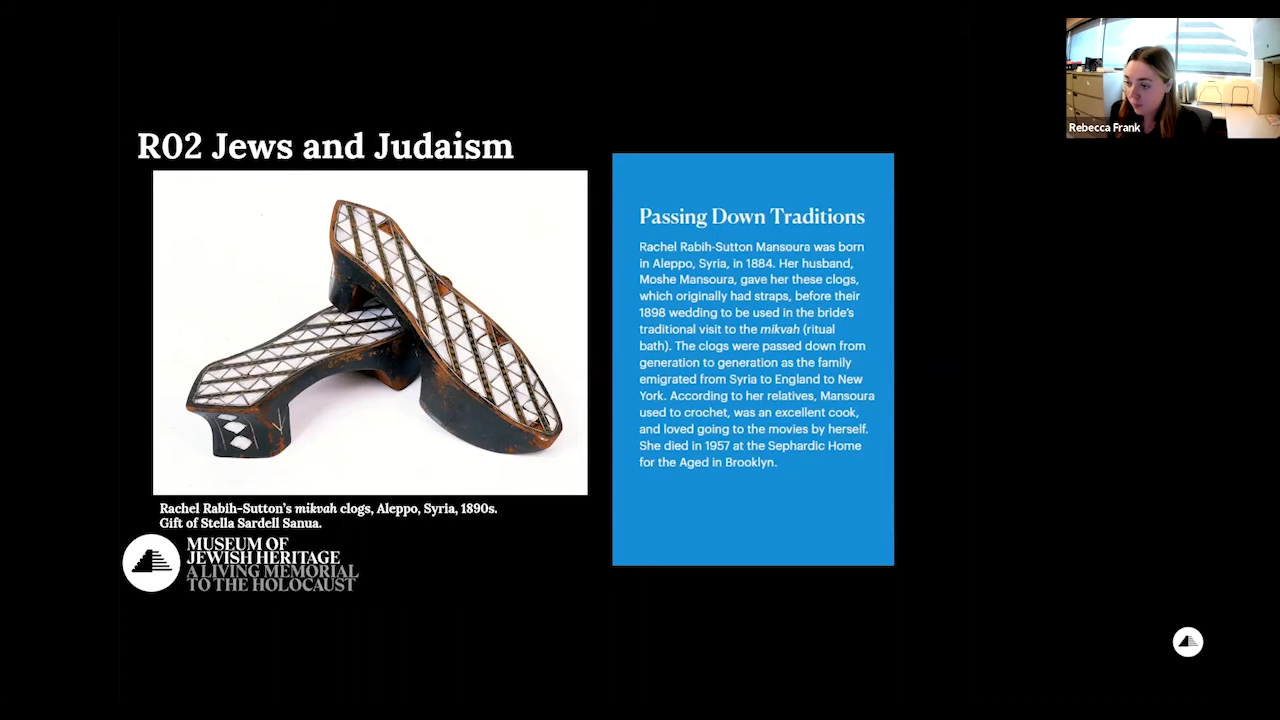 Rebecca Frank
R02 Jews and Judaism
Passing Down Traditions
Rachel Rabih-Sutton Mansoura was born
in Aleppo, Syria, in 1884. Her husband,
Moshe Mansoura, gave her these clogs,
which originally had straps, before their
1898 wedding to be used in the bride's
traditional visit to the mikvah (ritual
bath). The clogs were passed down from
generation to generation as the family
emigrated from Syria to England to New
York. According to her relatives, Mansoura
used to crochet, was an excellent cook,
and loved going to the movies by herself.
She died in 1957 at the Sephardic Home
for the Aged in Brooklyn.
Rachel Rabih-Sutton's mikvah clogs, Aleppo, Syria, 1890s.
Gift of Stella Sardell Sanua.
MUSEUM OF
JEWISH HERITAGE
A LIVING MEMORIAL
TO THE HOLOCAUST